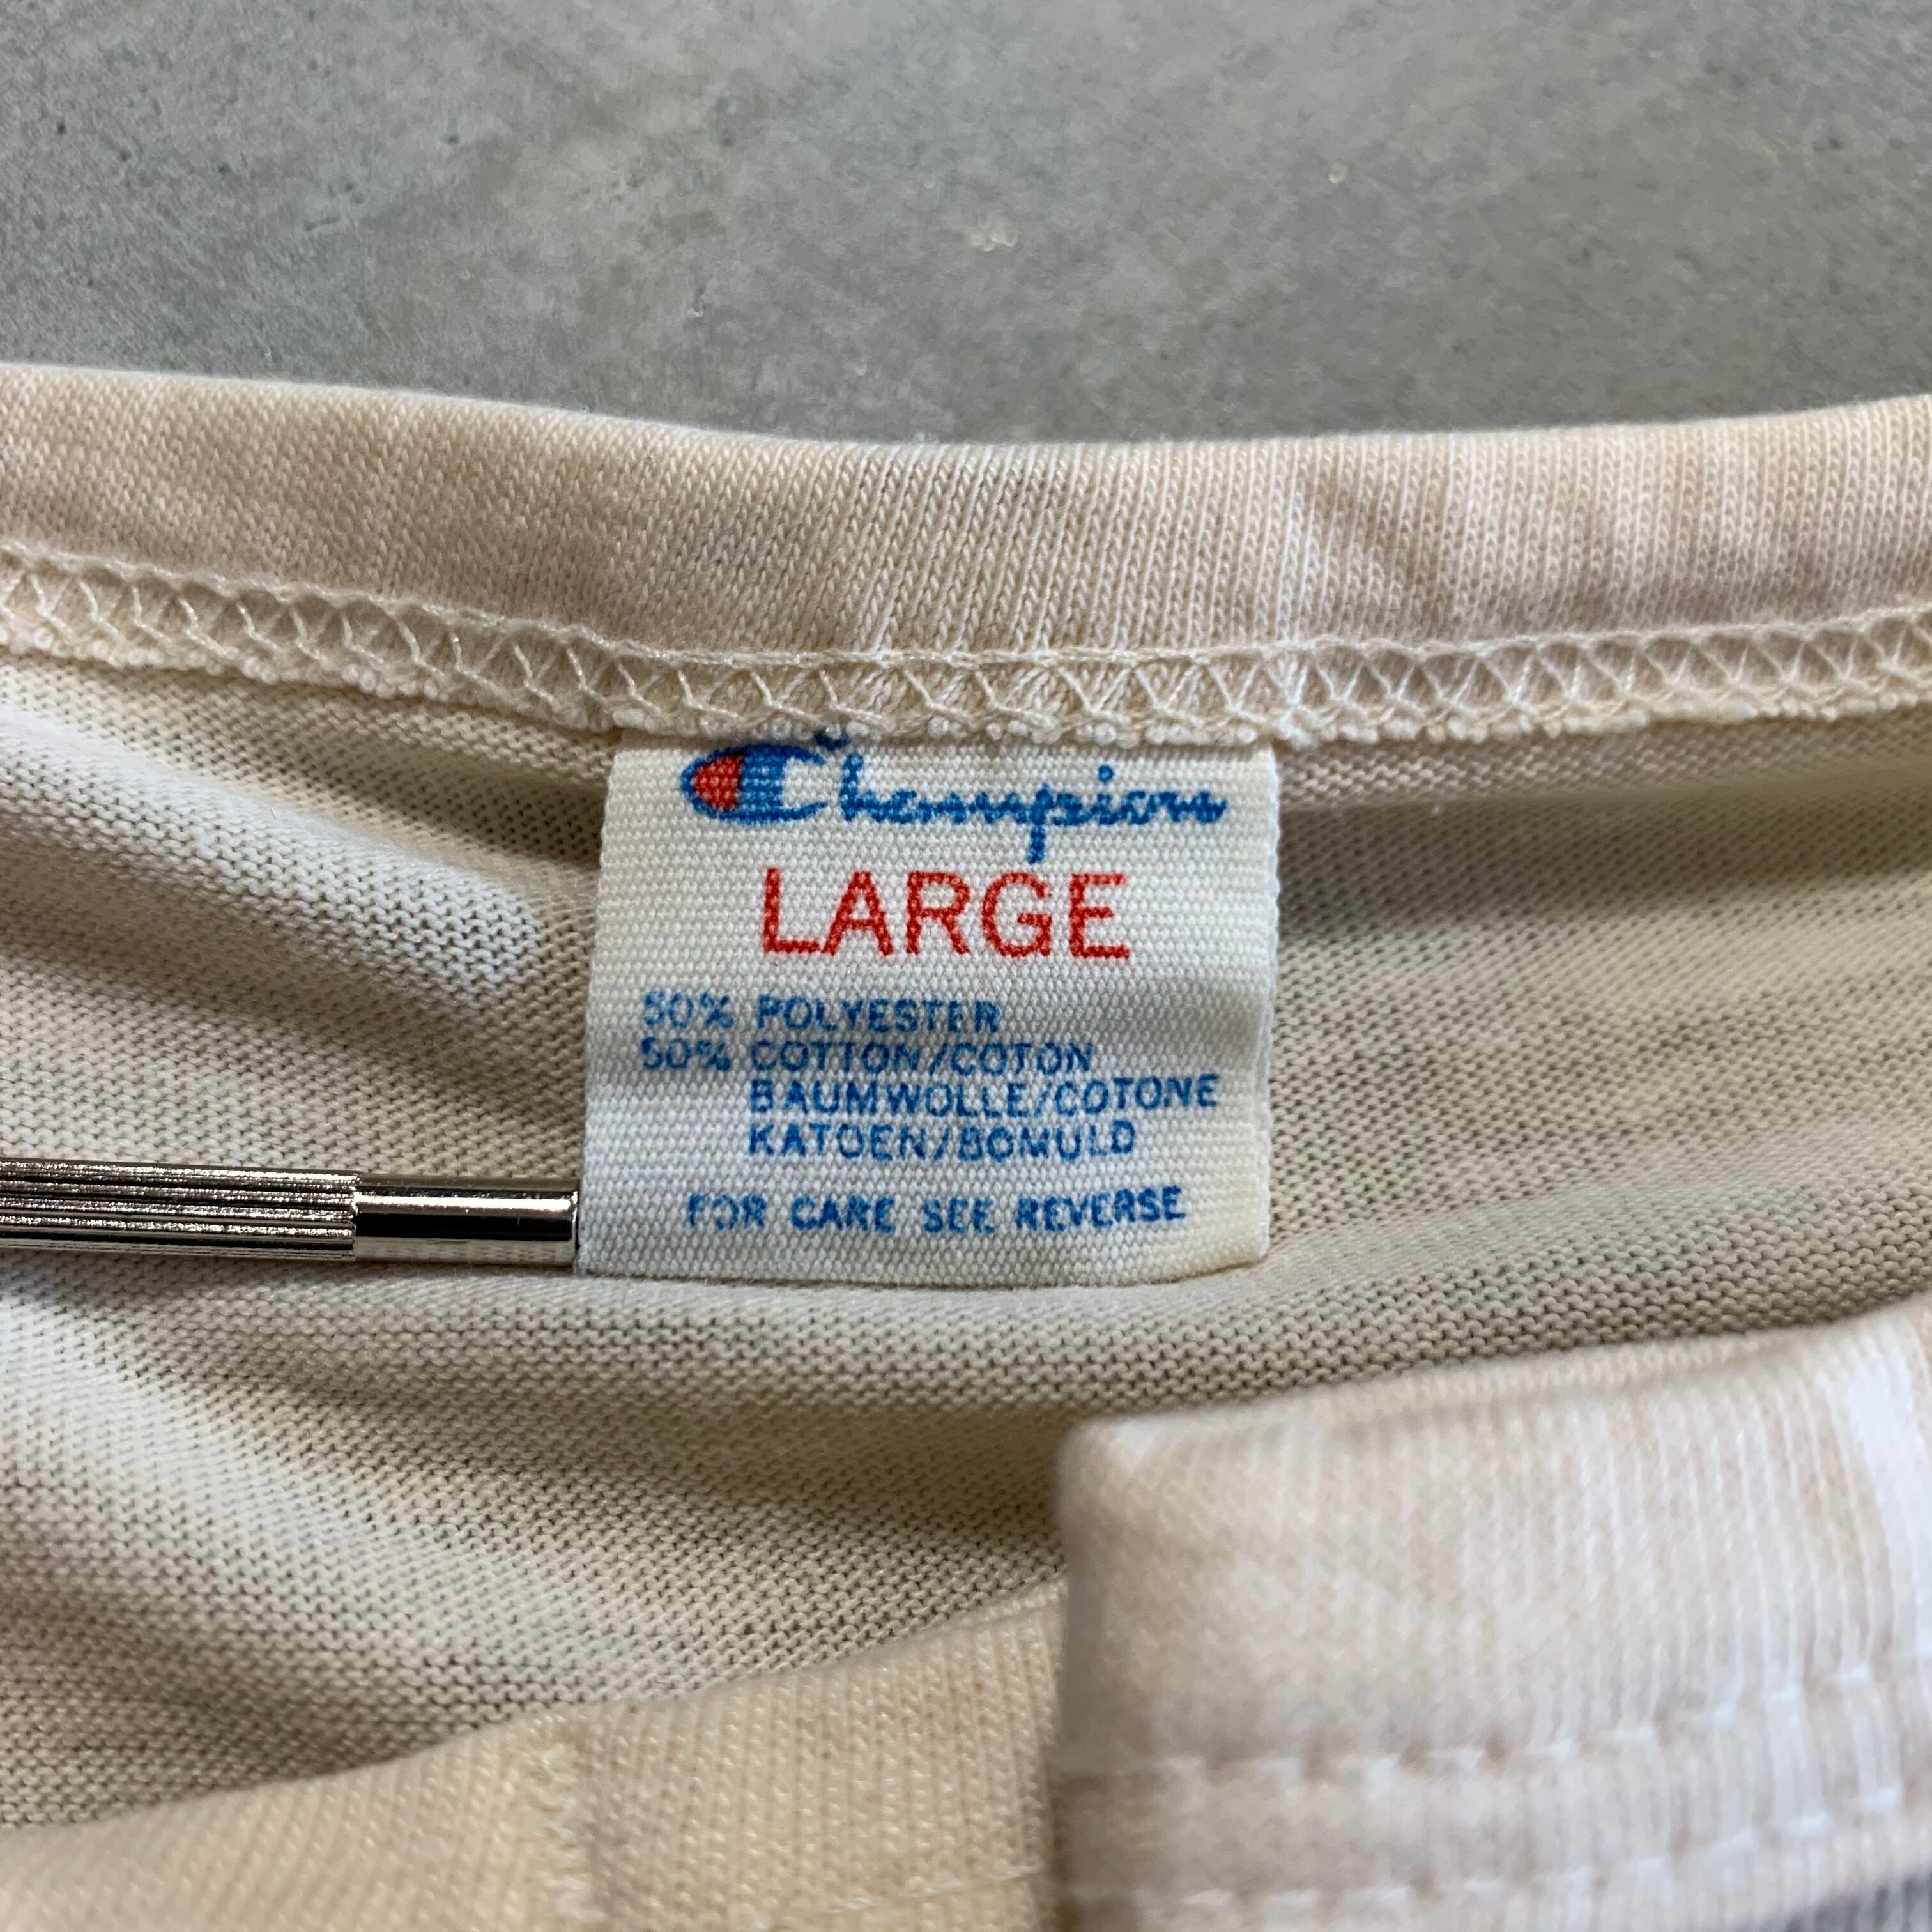 Champion
LARGE
50% POLYESTER
50% COTTON/COTON
BAUMWOLLE/COTONE
KATOEN/BOMULD
FOR CARE SEE REVERSE